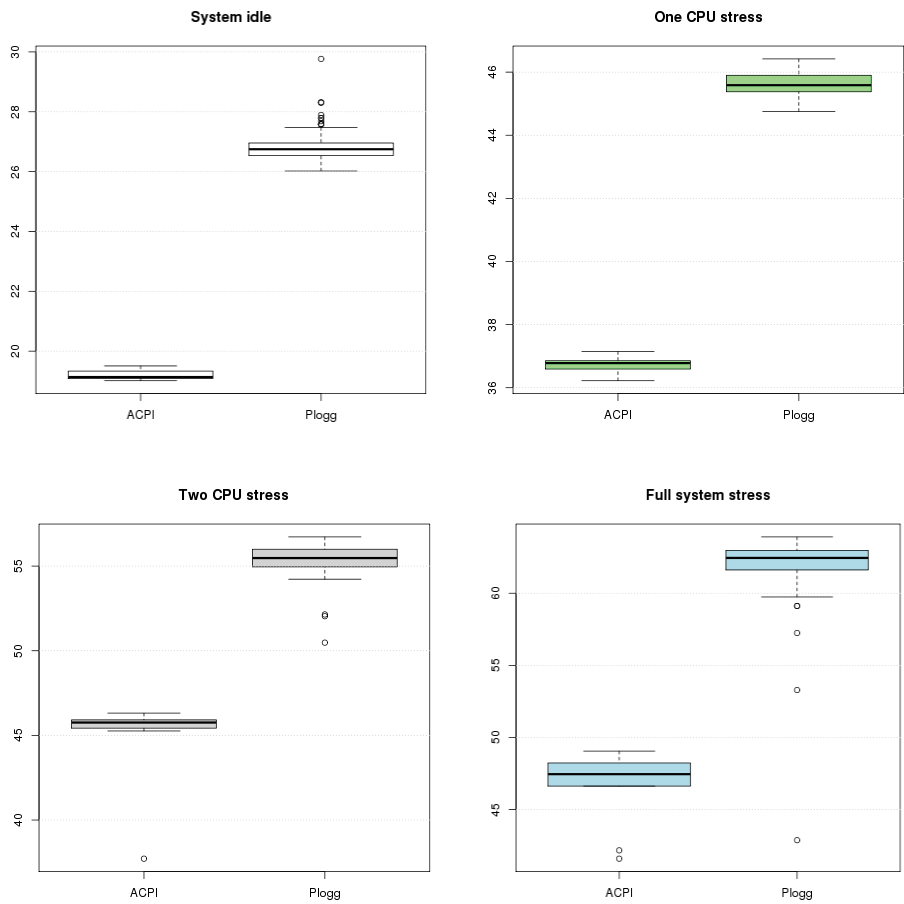 System idle
30
28
26
24
22
20
ACPI
Plogg
One CPU stress
46
44
42
40
38
36
ACPI
Plogg
Two CPU stress
55
50
45
40
ACPI
Plogg
Full system stress
60
55
50
45
ACPI
Plogg